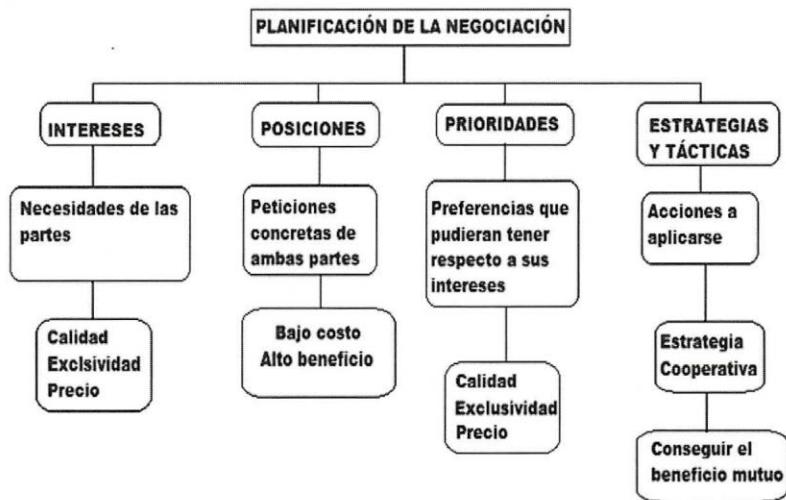 PLANIFICACIÓN DE LA NEGOCIACIÓN
INTERESES
POSICIONES
PRIORIDADES
ESTRATEGIAS
Y TÁCTICAS
Necesidades de las
partes
Peticiones
concretas de
ambas partes
Preferencias que
pudieran tener
respecto a sus
intereses
Acciones a
aplicarse
Calidad
Exclsividad
Precio
Bajo costo
Alto beneficio
Calidad
Exclusividad
Precio
Estrategia
Cooperativa
Conseguir el
beneficio mutuo